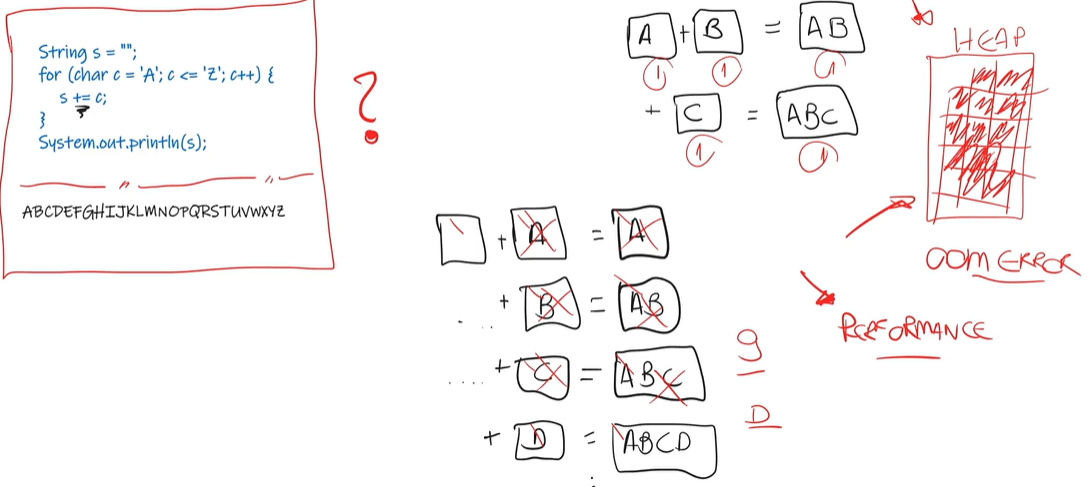 String s = "";
for (char c = 'A'; c <= 'Z'; c++) {
s += c;
}
System.out.println(s);
ABCDEFGHIJKLMNOPQRSTUVWXYZ
?
A + B = AB
1 1 1
+ C = ABC
1 1
HEAP
OOM ERROR
PERFORMANCE
+ A = A
.... + B = AB
.... + C = ABC
+ D = ABCD
9
D